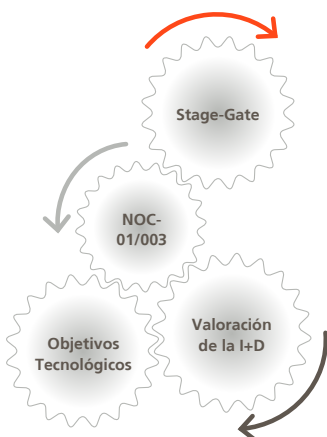 Stage-Gate
NOC-
01/003
Valoración
de la I+D
Objetivos
Tecnológicos